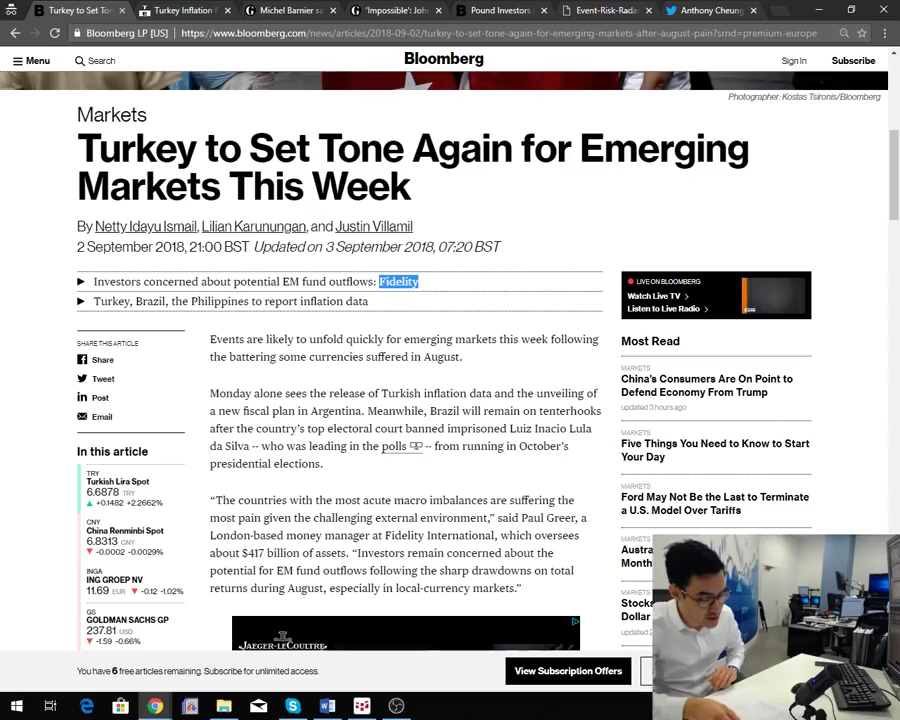 Turkey to Set Ton
Turkey Inflation R
Michel Barnier sa
'Impossible': Joh
Pound Investors
Event-Risk-Rada
Anthony Cheung
Bloomberg LP [US]
https://www.bloomberg.com/news/articles/2018-09-02/turkey-to-set-tone-again-for-emerging-markets-after-august-pain?srnd=premium-europe
Menu
Search
Bloomberg
Sign In
Subscribe
Photographer: Kostas Tsironis/Bloomberg
Markets
Turkey to Set Tone Again for Emerging
Markets This Week
By Netty Idayu Ismail, Lilian Karunungan, and Justin Villamil
2 September 2018, 21:00 BST Updated on 3 September 2018, 07:20 BST
Investors concerned about potential EM fund outflows: Fidelity
Turkey, Brazil, the Philippines to report inflation data
SHARE THIS ARTICLE
Share
Tweet
Post
Email
In this article
TRY
Turkish Lira Spot
6.6878 TRY
+0.1482 +2.2662%
CNY
China Renminbi Spot
6.8313 CNY
-0.0002 -0.0029%
INGA
ING GROEP NV
11.69 EUR -0.12 -1.02%
GS
GOLDMAN SACHS GP
237.81 USD
-1.59 -0.66%
Events are likely to unfold quickly for emerging markets this week following
the battering some currencies suffered in August.
Monday alone sees the release of Turkish inflation data and the unveiling of
a new fiscal plan in Argentina. Meanwhile, Brazil will remain on tenterhooks
after the country's top electoral court banned imprisoned Luiz Inacio Lula
da Silva -- who was leading in the polls -- from running in October's
presidential elections.
“The countries with the most acute macro imbalances are suffering the
most pain given the challenging external environment,” said Paul Greer, a
London-based money manager at Fidelity International, which oversees
about $417 billion of assets. “Investors remain concerned about the
potential for EM fund outflows following the sharp drawdowns on total
returns during August, especially in local-currency markets.”
JAEGER-LECOULTRE
LIVE ON BLOOMBERG
Watch Live TV
Listen to Live Radio
Most Read
MARKETS
China's Consumers Are On Point to
Defend Economy From Trump
updated 3 hours ago
MARKETS
Five Things You Need to Know to Start
Your Day
MARKETS
Ford May Not Be the Last to Terminate
a U.S. Model Over Tariffs
MARKETS
Austra
Month
MARKETS
Stocks
Dollar
updated 2
You have 6 free articles remaining. Subscribe for unlimited access.
View Subscription Offers